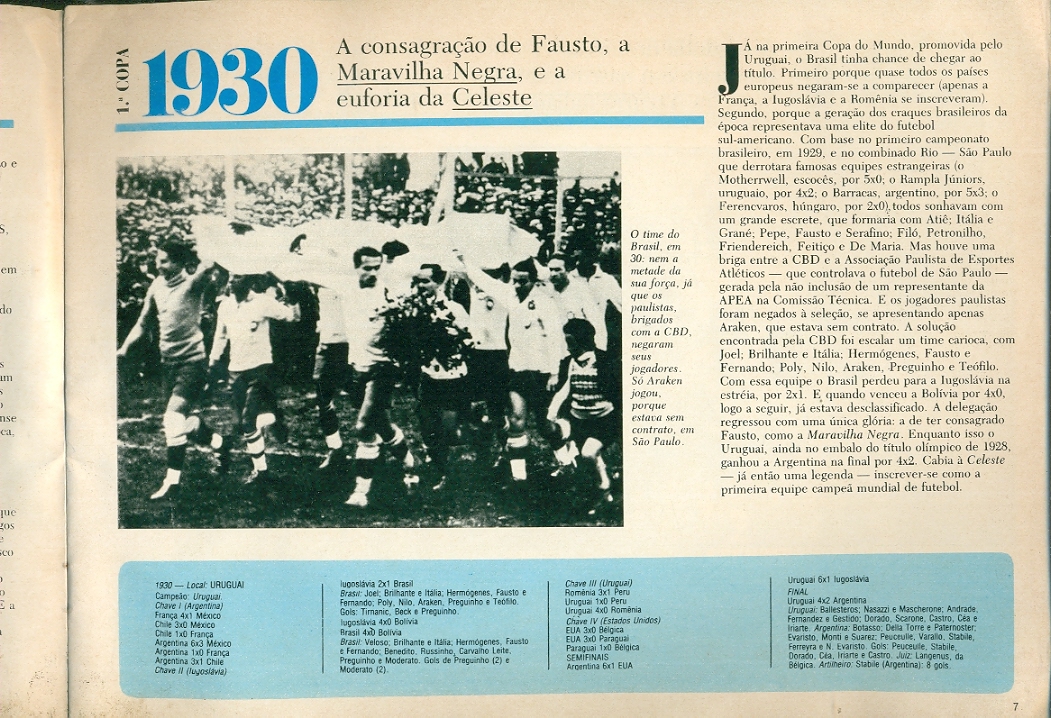 o e
S,
em
do
s
am
s
o
nse
ca,
que
gos
e
sco
o
o
E a
a
1.ª COPA
1930
A consagração de Fausto, a
Maravilha Negra, e a
euforia da Celeste
O time do
Brasil, em
30: nem a
metade da
sua força, já
que os
paulistas,
brigados
com a CBD,
negaram
seus
jogadores.
Só Araken
jogou,
porque
estava sem
contrato, em
São Paulo.
JÁ na primeira Copa do Mundo, promovida pelo
Uruguai, o Brasil tinha chance de chegar ao
título. Primeiro porque quase todos os países
europeus negaram-se a comparecer (apenas a
França, a Iugoslávia e a Romênia se inscreveram).
Segundo, porque a geração dos craques brasileiros da
época representava uma elite do futebol
sul-americano. Com base no primeiro campeonato
brasileiro, em 1929, e no combinado Rio — São Paulo
que derrotara famosas equipes estrangeiras (o
Motherrwell, escocês, por 5x0; o Rampla Júniors,
uruguaio, por 4x2; o Barracas, argentino, por 5x3; o
Ferencvaros, húngaro, por 2x0), todos sonhavam com
um grande escrete, que formaria com Atiê; Itália e
Grané; Pepe, Fausto e Serafino; Filó, Petronilho,
Friendereich, Feitiço e De Maria. Mas houve uma
briga entre a CBD e a Associação Paulista de Esportes
Atléticos — que controlava o futebol de São Paulo —
gerada pela não inclusão de um representante da
APEA na Comissão Técnica. E os jogadores paulistas
foram negados à seleção, se apresentando apenas
Araken, que estava sem contrato. A solução
encontrada pela CBD foi escalar um time carioca, com
Joel; Brilhante e Itália; Hermógenes, Fausto e
Fernando; Poly, Nilo, Araken, Preguinho e Teófilo.
Com essa equipe o Brasil perdeu para a Iugoslávia na
estréia, por 2x1. E, quando venceu a Bolívia por 4x0,
logo a seguir, já estava desclassificado. A delegação
regressou com uma única glória: a de ter consagrado
Fausto, como a Maravilha Negra. Enquanto isso o
Uruguai, ainda no embalo do título olímpico de 1928,
ganhou a Argentina na final por 4x2. Cabia à Celeste
— já então uma legenda — inscrever-se como a
primeira equipe campeã mundial de futebol.
1930 — Local: URUGUAI
Campeão: Uruguai.
Chave I (Argentina)
França 4x1 México
Chile 3x0 México
Chile 1x0 França
Argentina 6x3 México
Argentina 1x0 França
Argentina 3x1 Chile
Chave II (Iugoslávia)
Iugoslávia 2x1 Brasil
Brasil: Joel; Brilhante e Itália; Hermógenes, Fausto e
Fernando; Poly, Nilo, Araken, Preguinho e Teófilo.
Gols: Tirnanic, Beck e Preguinho.
Iugoslávia 4x0 Bolívia
Brasil 4x0 Bolívia
Brasil: Veloso; Brilhante e Itália; Hermógenes, Fausto
e Fernando; Benedito, Russinho, Carvalho Leite,
Preguinho e Moderato. Gols de Preguinho (2) e
Moderato (2).
Chave III (Uruguai)
Romênia 3x1 Peru
Uruguai 1x0 Peru
Uruguai 4x0 Romênia
Chave IV (Estados Unidos)
EUA 3x0 Bélgica
EUA 3x0 Paraguai
Paraguai 1x0 Bélgica
SEMIFINAIS
Argentina 6x1 EUA
Uruguai 6x1 Iugoslávia
FINAL
Uruguai 4x2 Argentina
Uruguai: Ballesteros; Nasazzi e Mascherone; Andrade,
Fernandez e Gestido; Dorado, Scarone, Castro, Céa e
Iriarte. Argentina: Botasso; Della Torre e Paternoster;
Evaristo, Monti e Suarez; Peuceuile, Varallo, Stabile,
Ferreyra e N. Evaristo. Gols: Peuceuile, Stabile,
Dorado, Céa, Iriarte e Castro. Juiz: Langenus, da
Bélgica. Artilheiro: Stabile (Argentina): 8 gols.
7